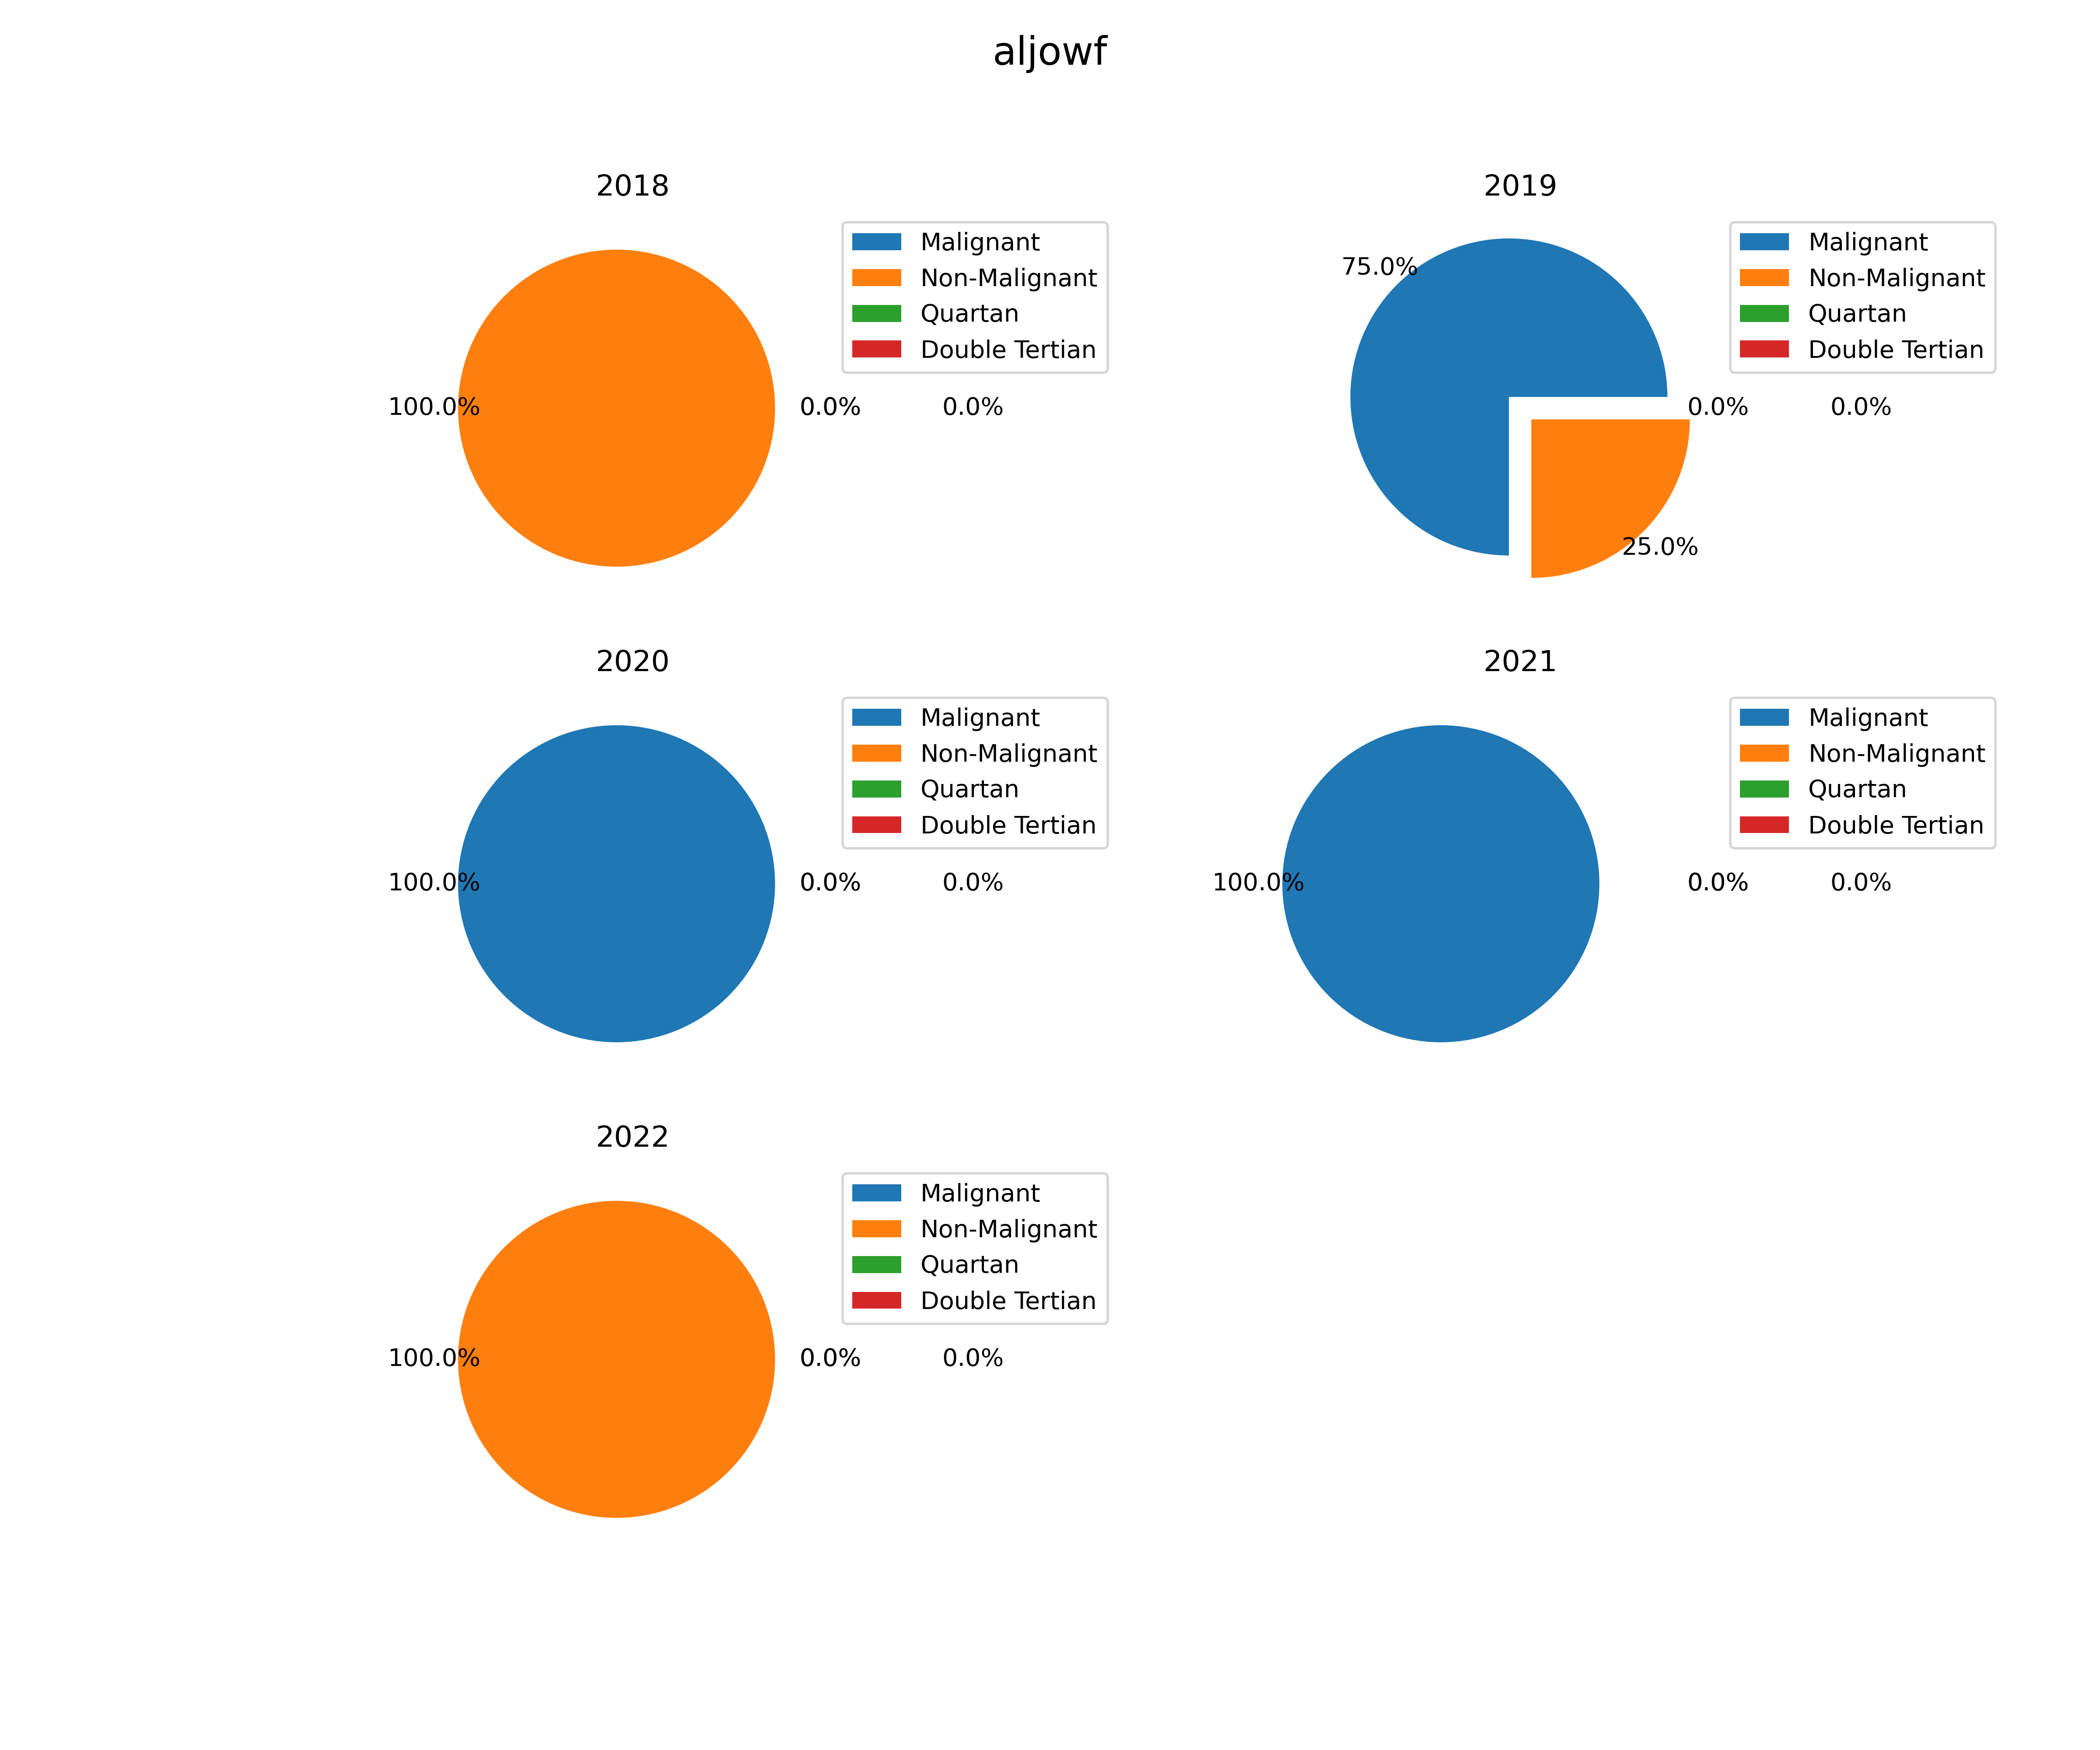 aljowf
2018
Malignant
Non-Malignant
Quartan
Double Tertian
100.0%
0.0%
0.0%
2019
75.0%
Malignant
Non-Malignant
Quartan
Double Tertian
0.0%
0.0%
25.0%
2020
Malignant
Non-Malignant
Quartan
Double Tertian
100.0%
0.0%
0.0%
2021
Malignant
Non-Malignant
Quartan
Double Tertian
100.0%
0.0%
0.0%
2022
Malignant
Non-Malignant
Quartan
Double Tertian
100.0%
0.0%
0.0%